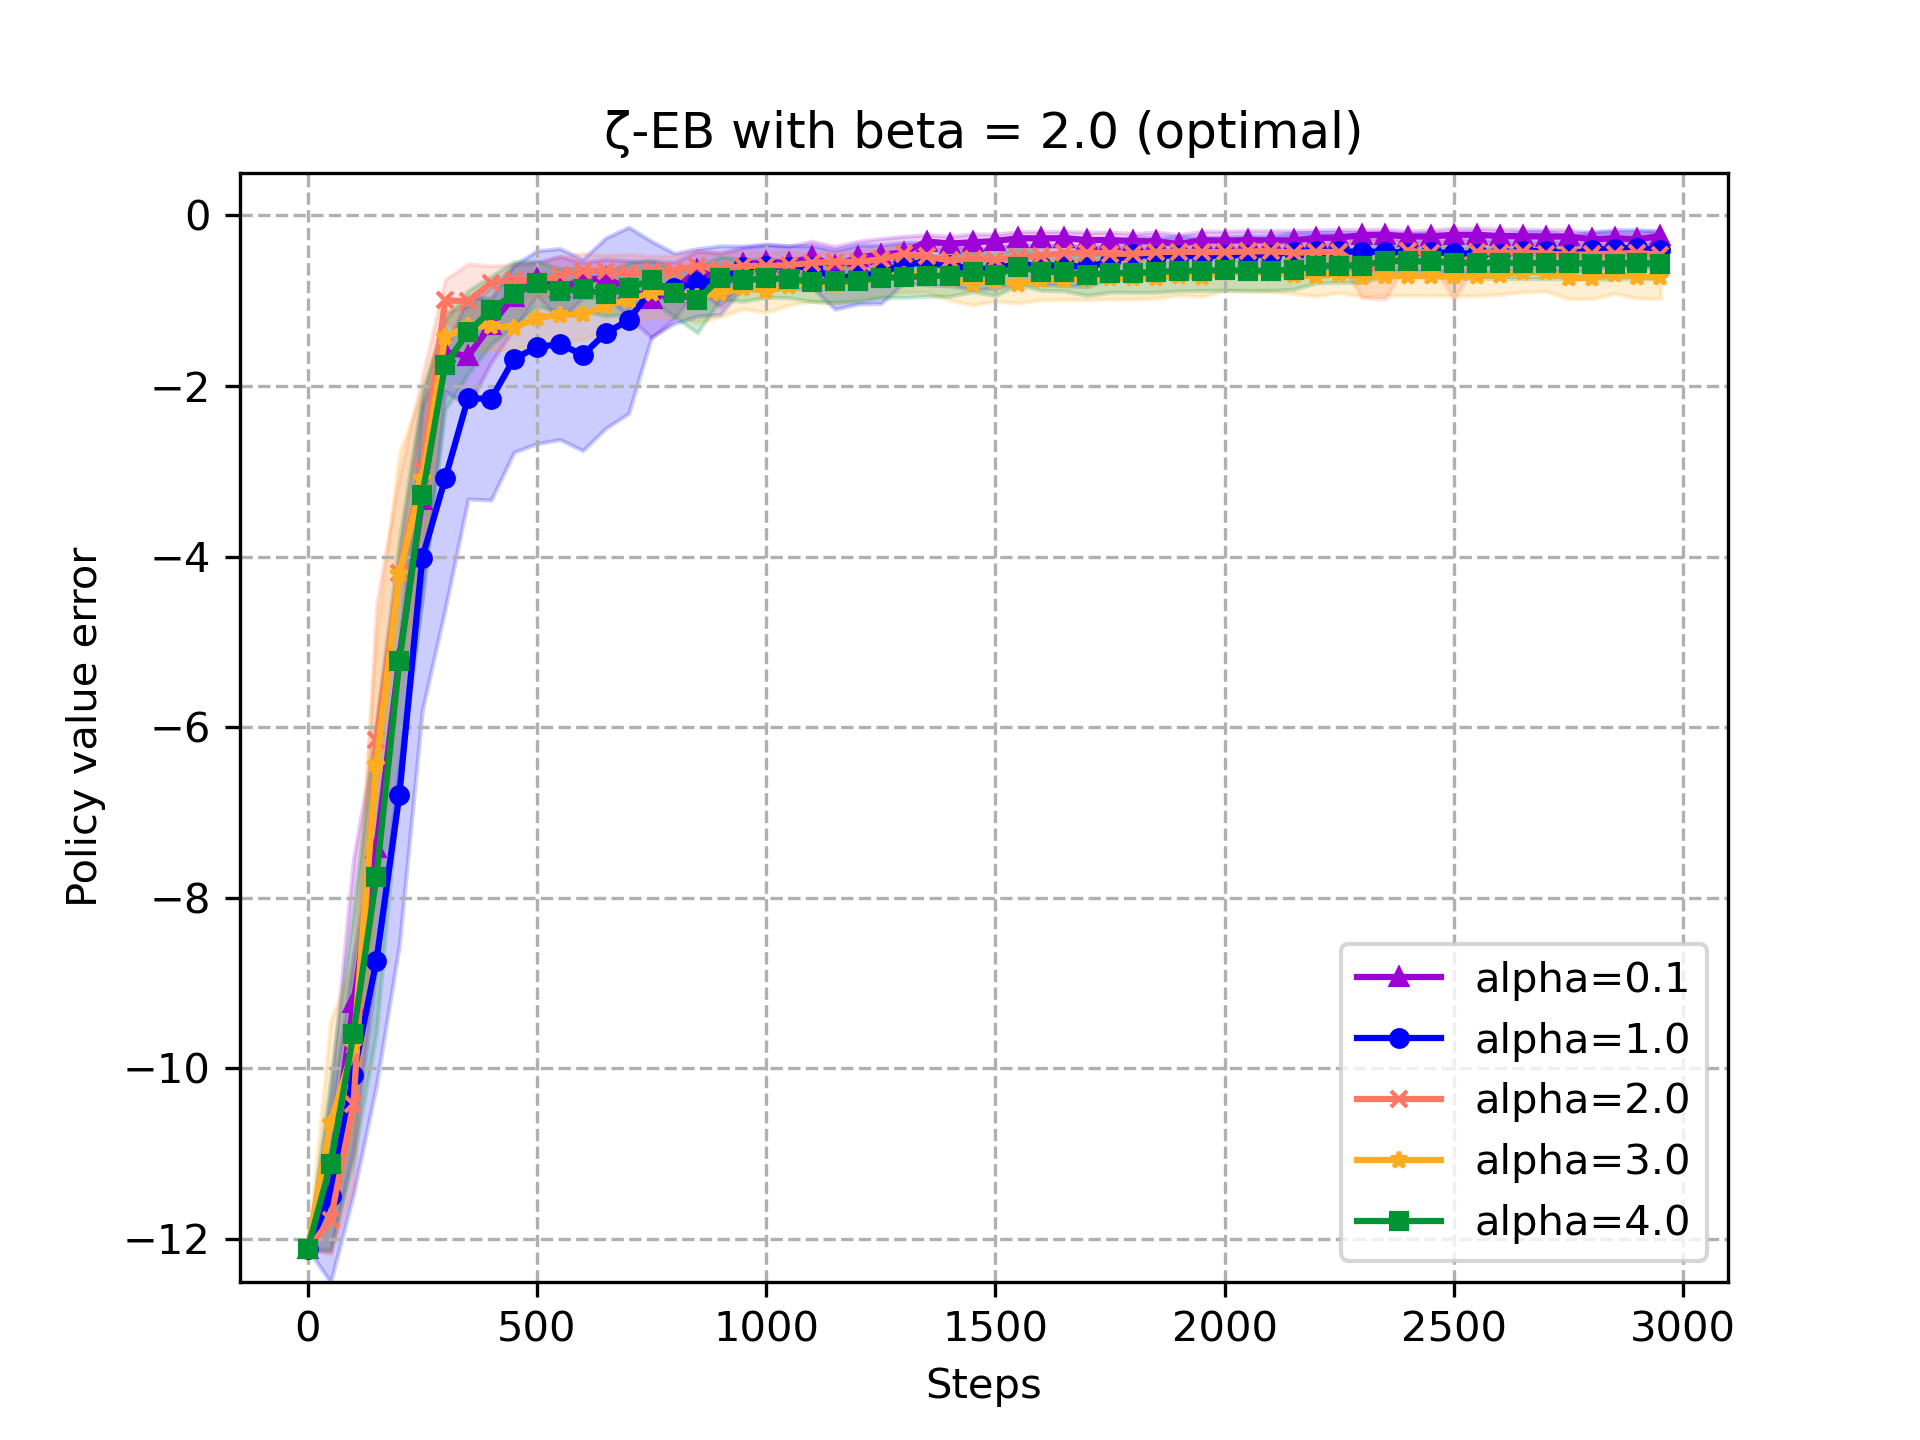 ζ-EB with beta = 2.0 (optimal)
0
−2
−4
−6
−8
−10
−12
Policy value error
0 500 1000 1500 2000 2500 3000
Steps
alpha=0.1
alpha=1.0
alpha=2.0
alpha=3.0
alpha=4.0